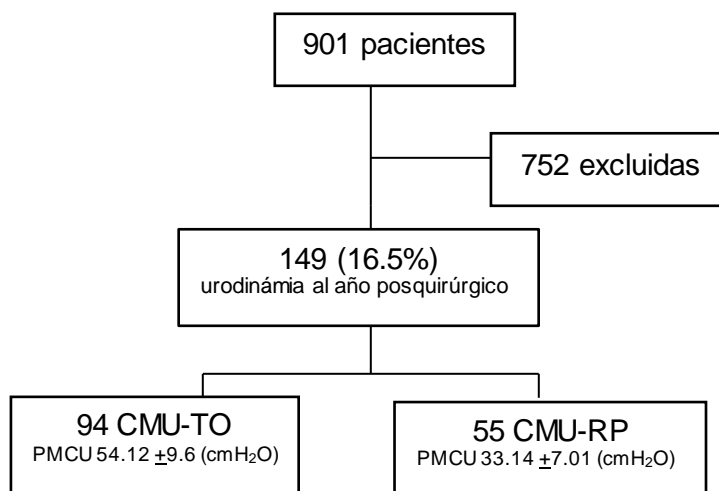 901 pacientes
752 excluidas
149 (16.5%)
urodinámia al año posquirúrgico
94 CMU-TO
PMCU 54.12 ±9.6 (cmH₂O)
55 CMU-RP
PMCU 33.14 ±7.01 (cmH₂O)